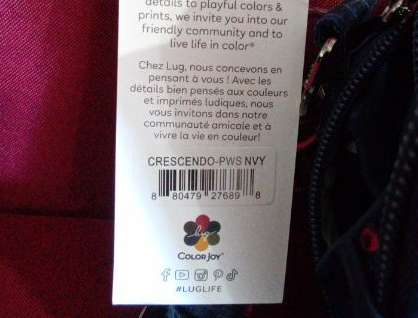 details to playful colors &
prints, we invite you into our
friendly community and to
live life in color®
Chez Lug, nous concevons en
pensant à vous ! Avec les
détails bien pensés aux couleurs
et imprimés ludiques, nous
vous invitons dans notre
communauté amicale et à
vivre la vie en couleur!
CRESCENDO-PWS NVY
8 80479 27689 8
lug
COLOR JOY
#LUGLIFE